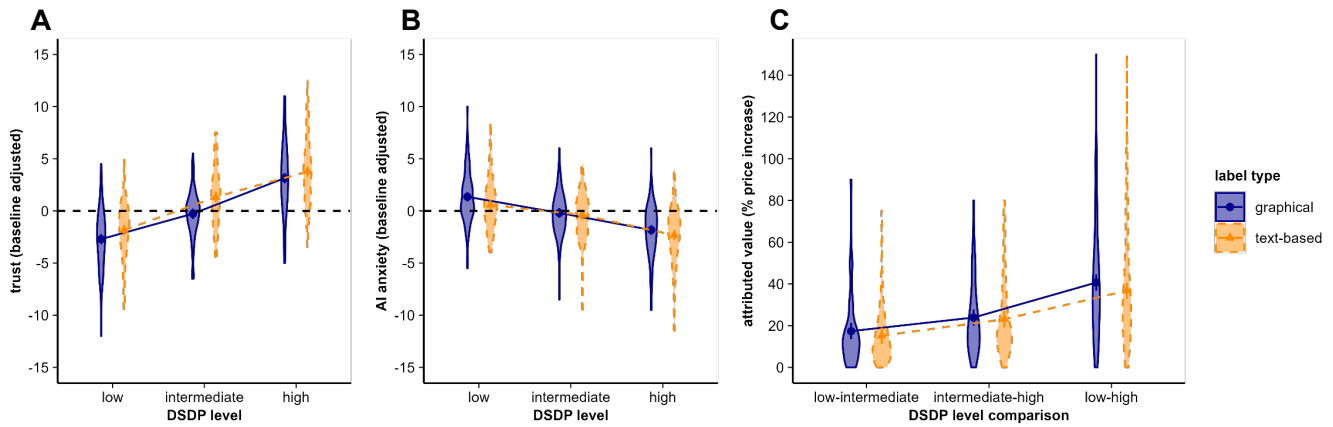 A
trust (baseline adjusted)
15
10
5
0
-5
-10
-15
low intermediate high
DSDP level
B
AI anxiety (baseline adjusted)
15
10
5
0
-5
-10
-15
low intermediate high
DSDP level
C
attributed value (% price increase)
140
120
100
80
60
40
20
0
low-intermediate intermediate-high low-high
DSDP level comparison
label type
graphical
text-based